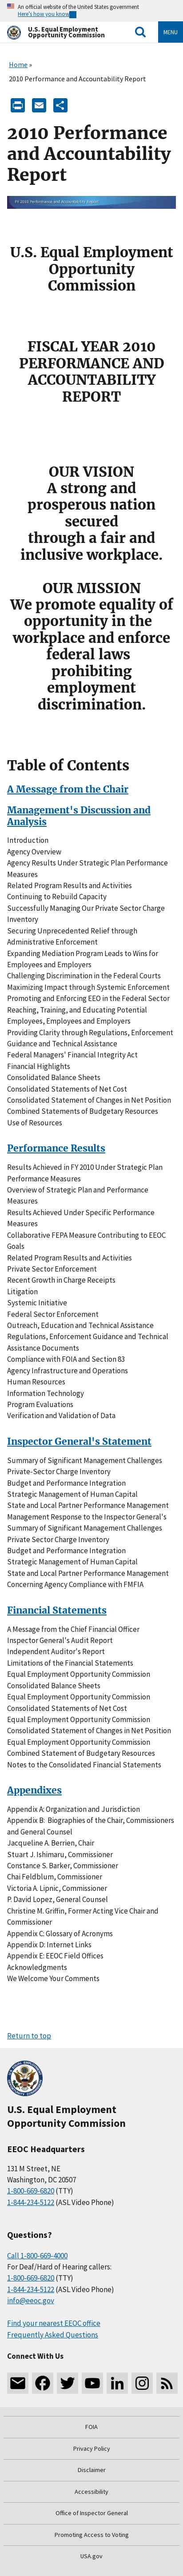 An official website of the United States government
Here's how you know
U.S. Equal Employment
Opportunity Commission
MENU
Home »
2010 Performance and Accountability Report
2010 Performance
and Accountability
Report
FY 2010 Performance and Accountability Report
U.S. Equal Employment
Opportunity
Commission
FISCAL YEAR 2010
PERFORMANCE AND
ACCOUNTABILITY
REPORT
OUR VISION
A strong and
prosperous nation
secured
through a fair and
inclusive workplace.
OUR MISSION
We promote equality of
opportunity in the
workplace and enforce
federal laws
prohibiting
employment
discrimination.
Table of Contents
A Message from the Chair
Management's Discussion and
Analysis
Introduction
Agency Overview
Agency Results Under Strategic Plan Performance
Measures
Related Program Results and Activities
Continuing to Rebuild Capacity
Successfully Managing Our Private Sector Charge
Inventory
Securing Unprecedented Relief through
Administrative Enforcement
Expanding Mediation Program Leads to Wins for
Employees and Employers
Challenging Discrimination in the Federal Courts
Maximizing Impact through Systemic Enforcement
Promoting and Enforcing EEO in the Federal Sector
Reaching, Training, and Educating Potential
Employees, Employees and Employers
Providing Clarity through Regulations, Enforcement
Guidance and Technical Assistance
Federal Managers' Financial Integrity Act
Financial Highlights
Consolidated Balance Sheets
Consolidated Statements of Net Cost
Consolidated Statement of Changes in Net Position
Combined Statements of Budgetary Resources
Use of Resources
Performance Results
Results Achieved in FY 2010 Under Strategic Plan
Performance Measures
Overview of Strategic Plan and Performance
Measures
Results Achieved Under Specific Performance
Measures
Collaborative FEPA Measure Contributing to EEOC
Goals
Related Program Results and Activities
Private Sector Enforcement
Recent Growth in Charge Receipts
Litigation
Systemic Initiative
Federal Sector Enforcement
Outreach, Education and Technical Assistance
Regulations, Enforcement Guidance and Technical
Assistance Documents
Compliance with FOIA and Section 83
Agency Infrastructure and Operations
Human Resources
Information Technology
Program Evaluations
Verification and Validation of Data
Inspector General's Statement
Summary of Significant Management Challenges
Private-Sector Charge Inventory
Budget and Performance Integration
Strategic Management of Human Capital
State and Local Partner Performance Management
Management Response to the Inspector General's
Summary of Significant Management Challenges
Private Sector Charge Inventory
Budget and Performance Integration
Strategic Management of Human Capital
State and Local Partner Performance Management
Concerning Agency Compliance with FMFIA
Financial Statements
A Message from the Chief Financial Officer
Inspector General's Audit Report
Independent Auditor's Report
Limitations of the Financial Statements
Equal Employment Opportunity Commission
Consolidated Balance Sheets
Equal Employment Opportunity Commission
Consolidated Statements of Net Cost
Equal Employment Opportunity Commission
Consolidated Statement of Changes in Net Position
Equal Employment Opportunity Commission
Combined Statement of Budgetary Resources
Notes to the Consolidated Financial Statements
Appendixes
Appendix A: Organization and Jurisdiction
Appendix B: Biographies of the Chair, Commissioners
and General Counsel
Jacqueline A. Berrien, Chair
Stuart J. Ishimaru, Commissioner
Constance S. Barker, Commissioner
Chai Feldblum, Commissioner
Victoria A. Lipnic, Commissioner
P. David Lopez, General Counsel
Christine M. Griffin, Former Acting Vice Chair and
Commissioner
Appendix C: Glossary of Acronyms
Appendix D: Internet Links
Appendix E: EEOC Field Offices
Acknowledgments
We Welcome Your Comments
Return to top
U.S. Equal Employment
Opportunity Commission
EEOC Headquarters
131 M Street, NE
Washington, DC 20507
1-800-669-6820 (TTY)
1-844-234-5122 (ASL Video Phone)
Questions?
Call 1-800-669-4000
For Deaf/Hard of Hearing callers:
1-800-669-6820 (TTY)
1-844-234-5122 (ASL Video Phone)
info@eeoc.gov
Find your nearest EEOC office
Frequently Asked Questions
Connect With Us
FOIA
Privacy Policy
Disclaimer
Accessibility
Office of Inspector General
Promoting Access to Voting
USA.gov